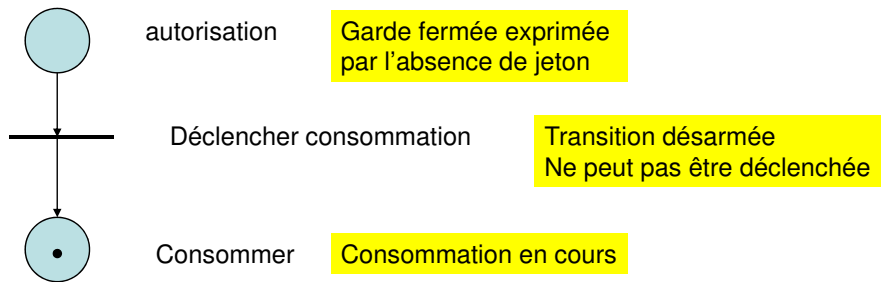 autorisation
Garde fermée exprimée
par l'absence de jeton
Déclencher consommation
Transition désarmée
Ne peut pas être déclenchée
Consommer
Consommation en cours